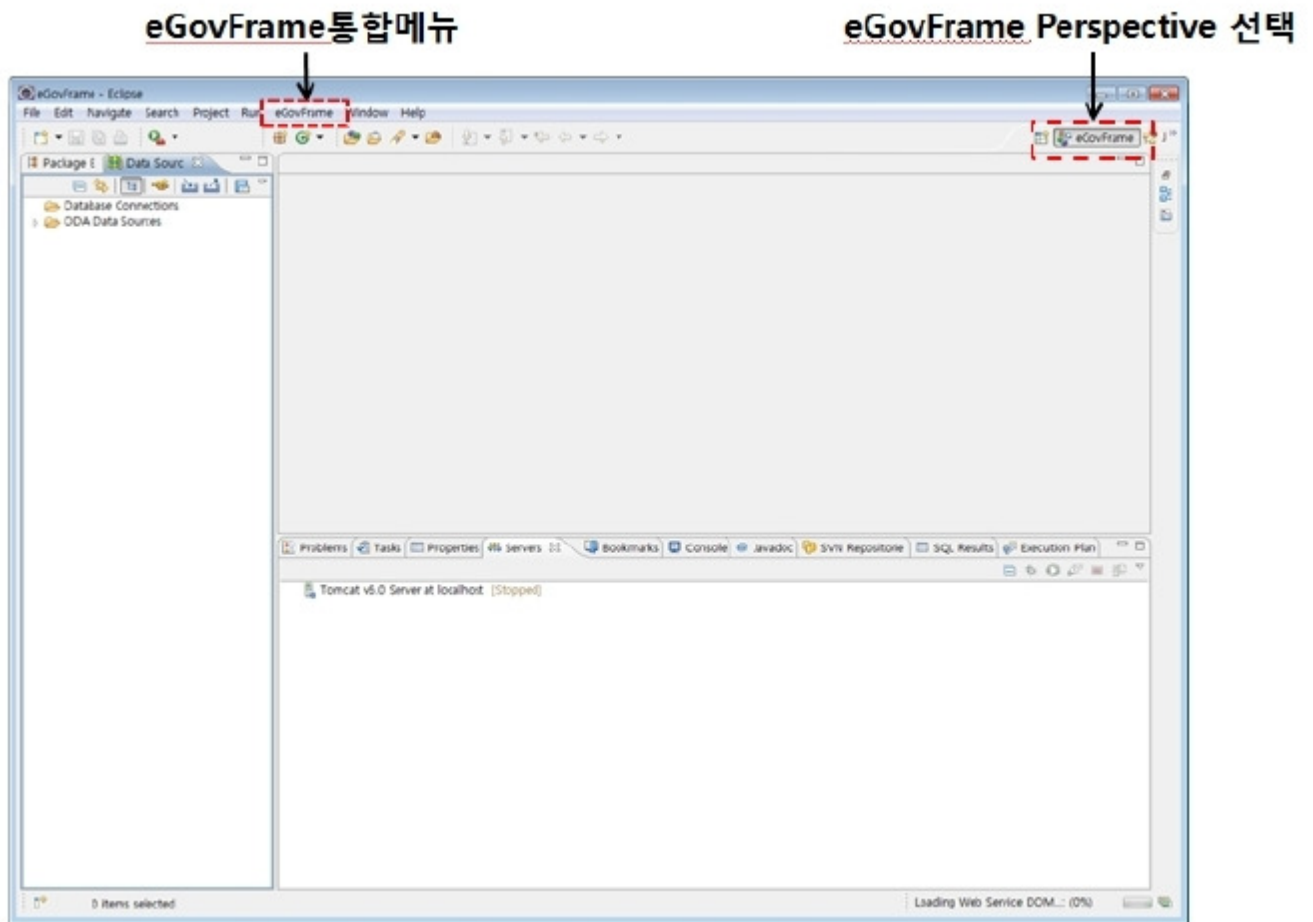 eGovFrame통합메뉴
eGovFrame Perspective 선택
eGovFrame - Eclipse
File Edit Navigate Search Project Run eGovFrame Window Help
eGovFrame
Package E
Data Sourc
Database Connections
ODA Data Sources
Problems Tasks Properties Servers Bookmarks Console Javadoc SVN Repositorie SQL Results Execution Plan
Tomcat v6.0 Server at localhost [Stopped]
0 items selected
Loading Web Service DOM...: (0%)